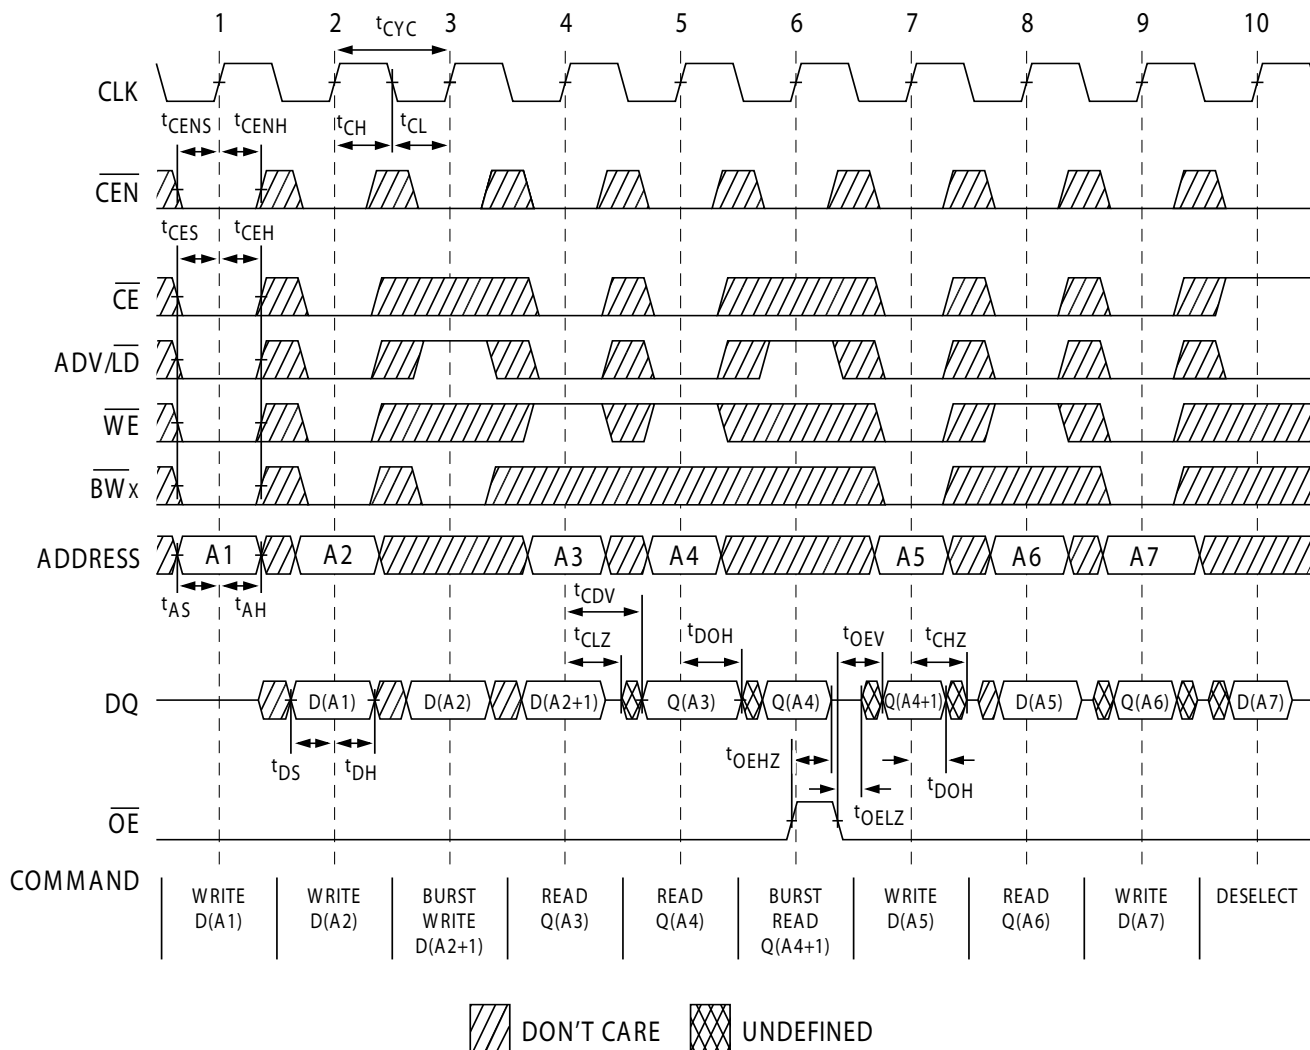 1 2 tCYC 3 4 5 6 7 8 9 10
CLK
tCENS tCENH tCH tCL
CEN
tCES tCEH
CE
ADV/LD
WE
BWx
ADDRESS A1 A2 A3 A4 A5 A6 A7
tAS tAH tCDV
tCLZ tDOH tOEV tCHZ
DQ D(A1) D(A2) D(A2+1) Q(A3) Q(A4) Q(A4+1) D(A5) Q(A6) D(A7)
tDS tDH tOEHZ tDOH
tOELZ
OE
COMMAND
WRITE WRITE BURST READ READ BURST WRITE READ WRITE DESELECT
D(A1) D(A2) WRITE Q(A3) Q(A4) READ D(A5) Q(A6) D(A7)
D(A2+1) Q(A4+1)
DON'T CARE UNDEFINED